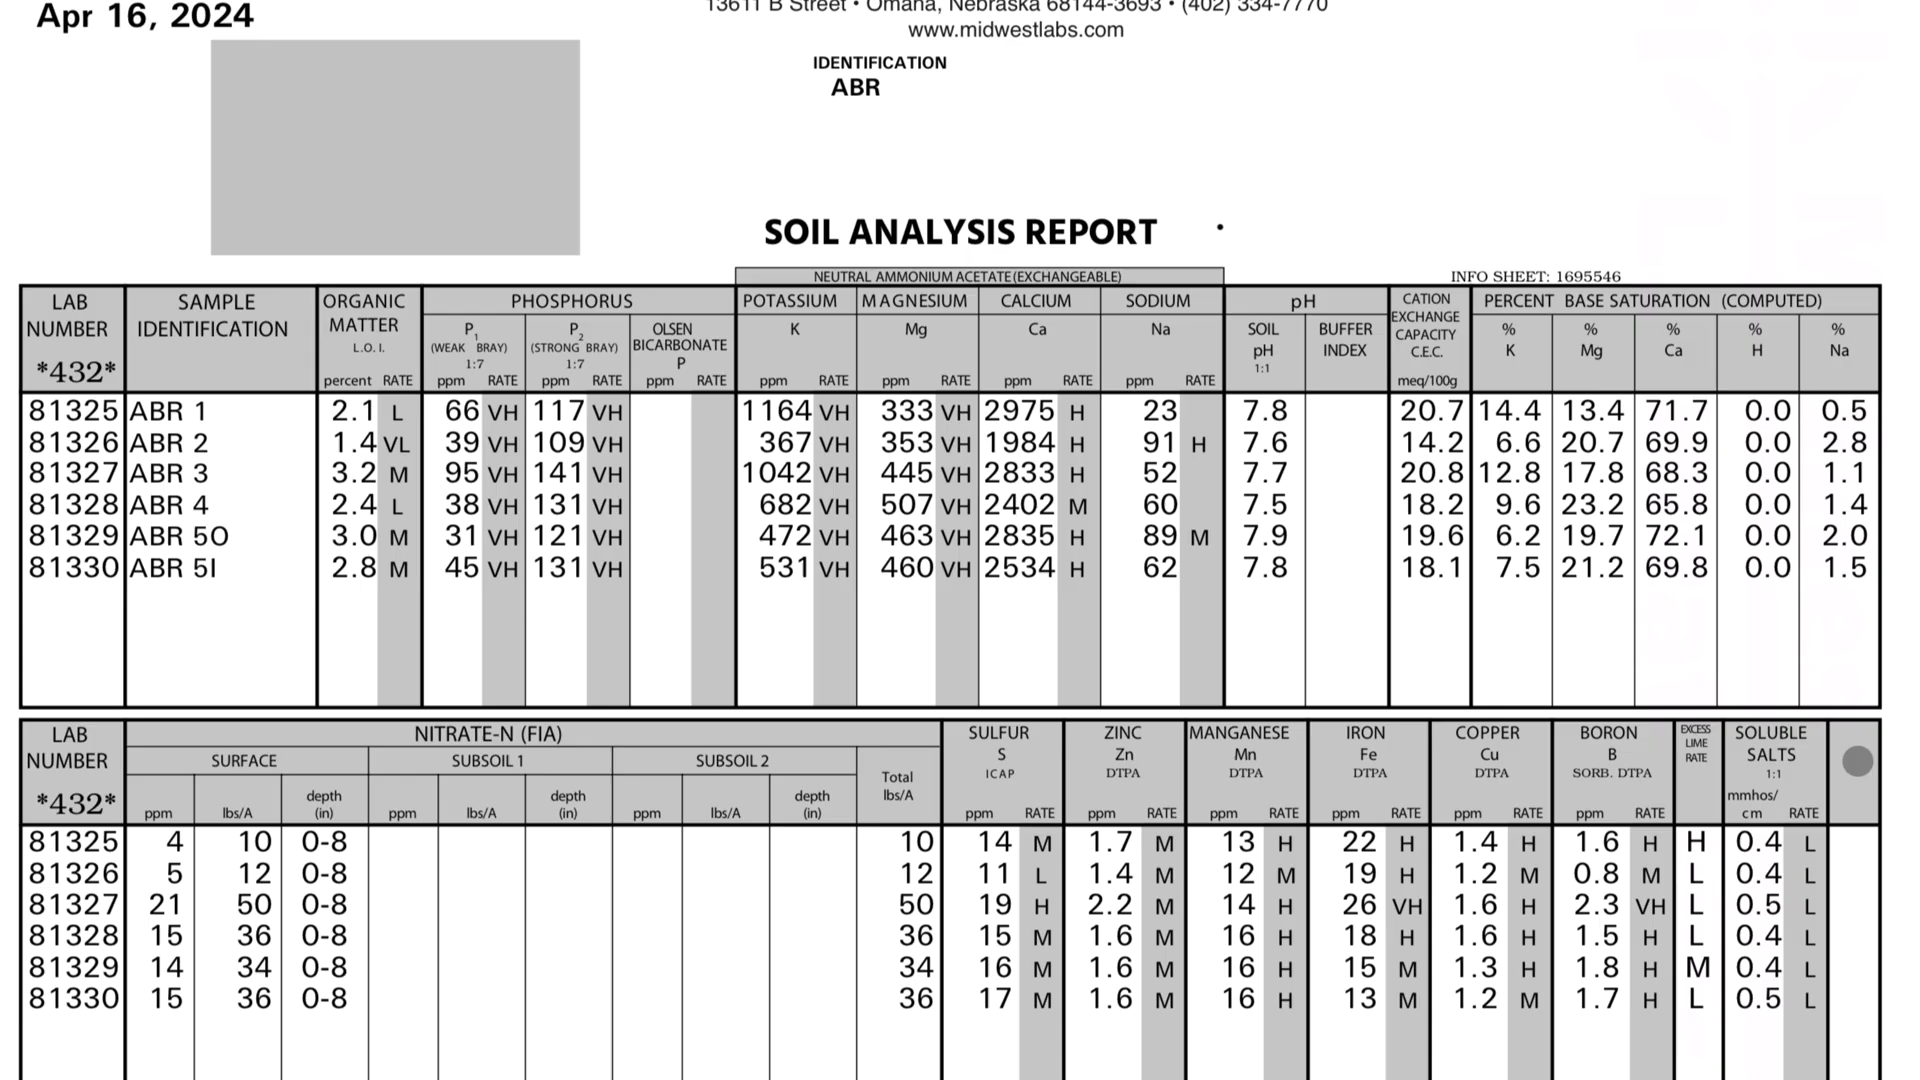 13611 B Street • Omaha, Nebraska 68144-3693 • (402) 334-7770
Apr 16, 2024
www.midwestlabs.com
IDENTIFICATION
ABR
SOIL ANALYSIS REPORT
NEUTRAL AMMONIUM ACETATE (EXCHANGEABLE)
INFO SHEET: 1695546
LAB NUMBER *432*
SAMPLE IDENTIFICATION
ORGANIC MATTER L.O.I. percent RATE
PHOSPHORUS
P1 (WEAK BRAY) 1:7 ppm RATE
P2 (STRONG BRAY) 1:7 ppm RATE
OLSEN BICARBONATE P ppm RATE
POTASSIUM K ppm RATE
MAGNESIUM Mg ppm RATE
CALCIUM Ca ppm RATE
SODIUM Na ppm RATE
pH
SOIL pH 1:1
BUFFER INDEX
CATION EXCHANGE CAPACITY C.E.C. meq/100g
PERCENT BASE SATURATION (COMPUTED)
% K
% Mg
% Ca
% H
% Na
81325 ABR 1 2.1 L 66 VH 117 VH 1164 VH 333 VH 2975 H 23 7.8 20.7 14.4 13.4 71.7 0.0 0.5
81326 ABR 2 1.4 VL 39 VH 109 VH 367 VH 353 VH 1984 H 91 H 7.6 14.2 6.6 20.7 69.9 0.0 2.8
81327 ABR 3 3.2 M 95 VH 141 VH 1042 VH 445 VH 2833 H 52 7.7 20.8 12.8 17.8 68.3 0.0 1.1
81328 ABR 4 2.4 L 38 VH 131 VH 682 VH 507 VH 2402 M 60 7.5 18.2 9.6 23.2 65.8 0.0 1.4
81329 ABR 5O 3.0 M 31 VH 121 VH 472 VH 463 VH 2835 H 89 M 7.9 19.6 6.2 19.7 72.1 0.0 2.0
81330 ABR 5I 2.8 M 45 VH 131 VH 531 VH 460 VH 2534 H 62 7.8 18.1 7.5 21.2 69.8 0.0 1.5
LAB NUMBER *432*
NITRATE-N (FIA)
SURFACE ppm lbs/A depth (in)
SUBSOIL 1 ppm lbs/A depth (in)
SUBSOIL 2 ppm lbs/A depth (in)
Total lbs/A
SULFUR S ICAP ppm RATE
ZINC Zn DTPA ppm RATE
MANGANESE Mn DTPA ppm RATE
IRON Fe DTPA ppm RATE
COPPER Cu DTPA ppm RATE
BORON B SORB. DTPA ppm RATE
EXCESS LIME RATE
SOLUBLE SALTS 1:1 mmhos/ cm RATE
81325 4 10 0-8 10 14 M 1.7 M 13 H 22 H 1.4 H 1.6 H H 0.4 L
81326 5 12 0-8 12 11 L 1.4 M 12 M 19 H 1.2 M 0.8 M L 0.4 L
81327 21 50 0-8 50 19 H 2.2 M 14 H 26 VH 1.6 H 2.3 VH L 0.5 L
81328 15 36 0-8 36 15 M 1.6 M 16 H 18 H 1.6 H 1.5 H L 0.4 L
81329 14 34 0-8 34 16 M 1.6 M 16 H 15 M 1.3 H 1.8 H M 0.4 L
81330 15 36 0-8 36 17 M 1.6 M 16 H 13 M 1.2 M 1.7 H L 0.5 L